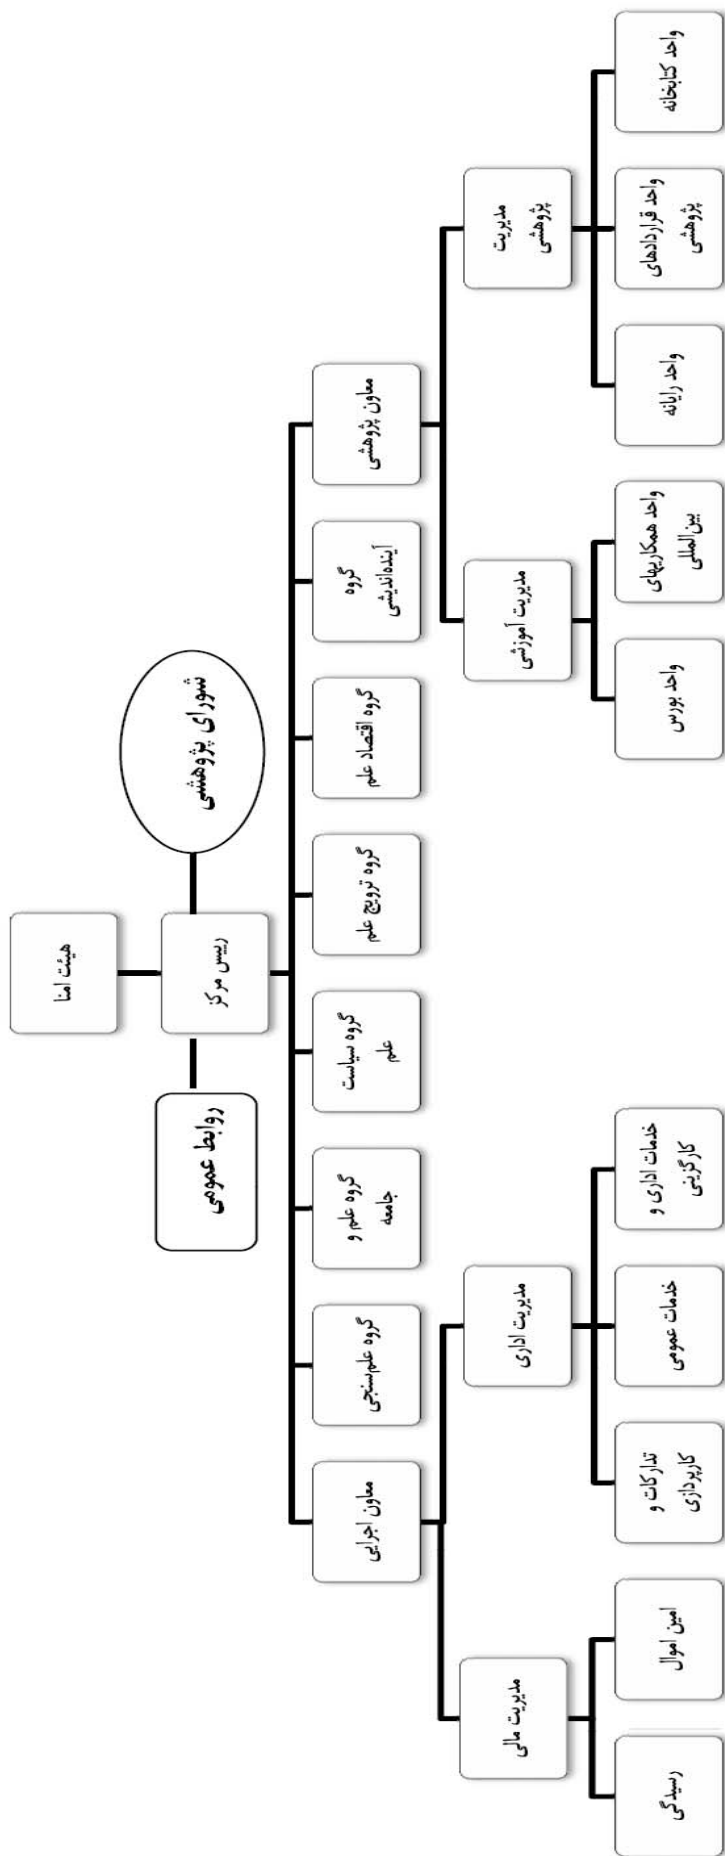 هیئت امنا
شورای پژوهشی
رییس مرکز
روابط عمومی
معاون پژوهشی
گروه
آینده‌اندیشی
گروه اقتصاد علم
گروه ترویج علم
گروه سیاست
علم
گروه علم و
جامعه
گروه علم‌سنجی
معاون اجرایی
مدیریت
پژوهشی
مدیریت آموزشی
مدیریت اداری
مدیریت مالی
واحد کتابخانه
واحد قراردادهای
پژوهشی
واحد رایانه
واحد همکاریهای
بین‌المللی
واحد بورس
خدمات اداری و
کارگزینی
خدمات عمومی
تدارکات و
کارپردازی
امین اموال
رسیدگی